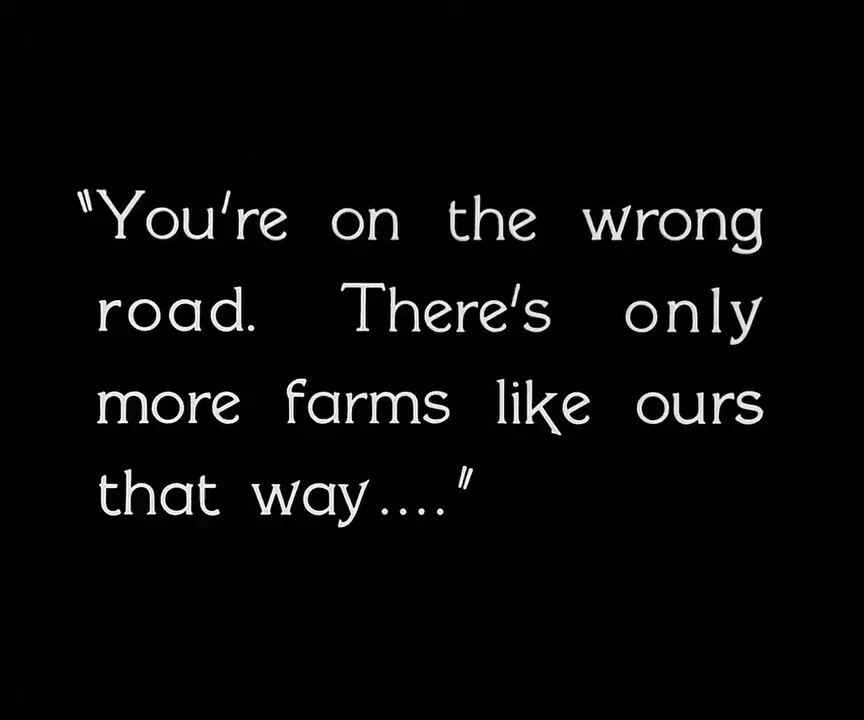 "You're on the wrong
road. There's only
more farms like ours
that way...."